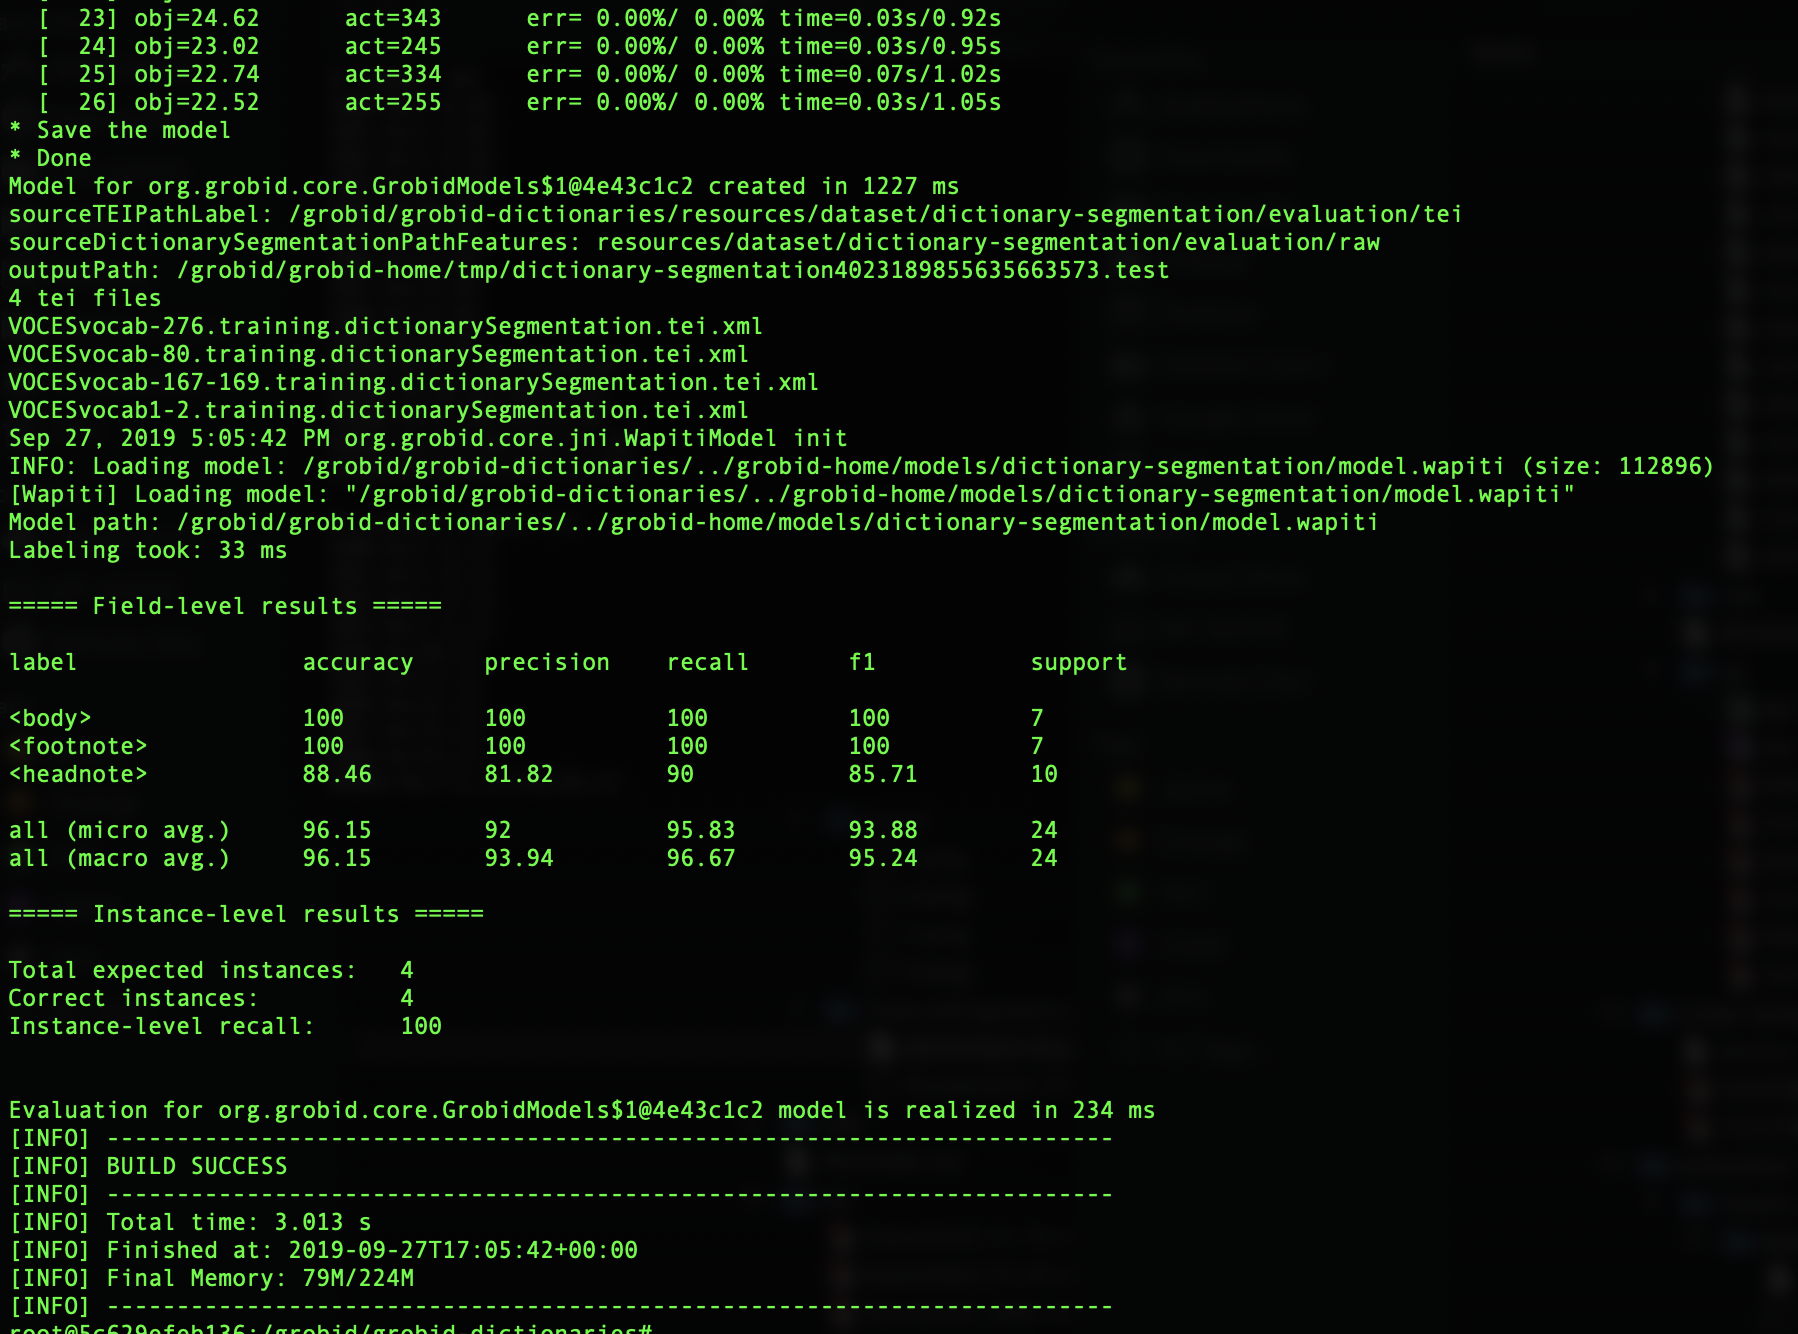 [  23] obj=24.62      act=343      err= 0.00%/ 0.00% time=0.03s/0.92s
[  24] obj=23.02      act=245      err= 0.00%/ 0.00% time=0.03s/0.95s
[  25] obj=22.74      act=334      err= 0.00%/ 0.00% time=0.07s/1.02s
[  26] obj=22.52      act=255      err= 0.00%/ 0.00% time=0.03s/1.05s
* Save the model
* Done
Model for org.grobid.core.GrobidModels$1@4e43c1c2 created in 1227 ms
sourceTEIPathLabel: /grobid/grobid-dictionaries/resources/dataset/dictionary-segmentation/evaluation/tei
sourceDictionarySegmentationPathFeatures: resources/dataset/dictionary-segmentation/evaluation/raw
outputPath: /grobid/grobid-home/tmp/dictionary-segmentation4023189855635663573.test
4 tei files
VOCESvocab-276.training.dictionarySegmentation.tei.xml
VOCESvocab-80.training.dictionarySegmentation.tei.xml
VOCESvocab-167-169.training.dictionarySegmentation.tei.xml
VOCESvocab1-2.training.dictionarySegmentation.tei.xml
Sep 27, 2019 5:05:42 PM org.grobid.core.jni.WapitiModel init
INFO: Loading model: /grobid/grobid-dictionaries/../grobid-home/models/dictionary-segmentation/model.wapiti (size: 112896)
[Wapiti] Loading model: "/grobid/grobid-dictionaries/../grobid-home/models/dictionary-segmentation/model.wapiti"
Model path: /grobid/grobid-dictionaries/../grobid-home/models/dictionary-segmentation/model.wapiti
Labeling took: 33 ms
===== Field-level results =====
label                accuracy     precision    recall       f1           support
<body>               100          100          100          100          7
<footnote>           100          100          100          100          7
<headnote>           88.46        81.82        90           85.71        10
all (micro avg.)     96.15        92           95.83        93.88        24
all (macro avg.)     96.15        93.94        96.67        95.24        24
===== Instance-level results =====
Total expected instances:   4
Correct instances:          4
Instance-level recall:      100
Evaluation for org.grobid.core.GrobidModels$1@4e43c1c2 model is realized in 234 ms
[INFO] ------------------------------------------------------------------------
[INFO] BUILD SUCCESS
[INFO] ------------------------------------------------------------------------
[INFO] Total time: 3.013 s
[INFO] Finished at: 2019-09-27T17:05:42+00:00
[INFO] Final Memory: 79M/224M
[INFO] ------------------------------------------------------------------------
root@5c629efeb136:/grobid/grobid-dictionaries#